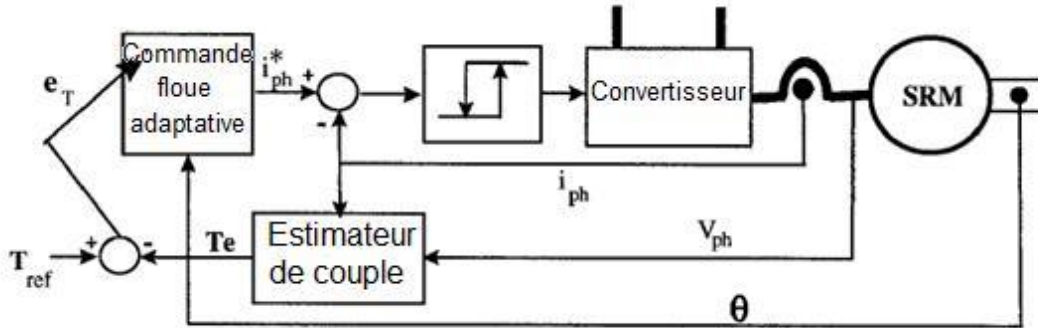 Commande
floue
adaptative
e_T
i*_ph
+
-
Convertisseur
SRM
i_ph
Estimateur
de couple
V_ph
Te
+
-
T_ref
θ